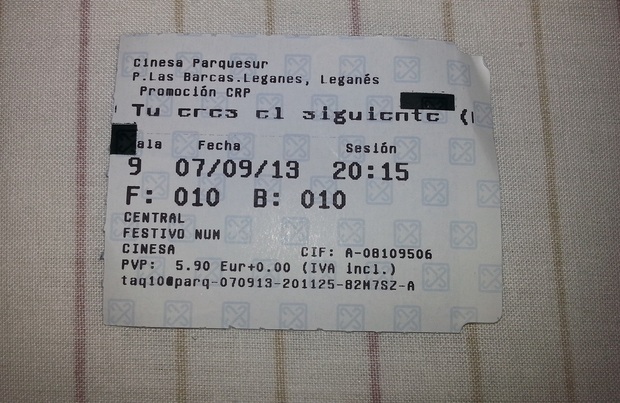 Cinesa Parquesur
P.Las Barcas.Leganes, Leganés
Promoción CRP
Tu eres el siguiente (
ala Fecha Sesión
9 07/09/13 20:15
F: 010 B: 010
CENTRAL
FESTIVO NUM
CINESA CIF: A-08109506
PVP: 5.90 Eur+0.00 (IVA incl.)
taq10@parq-070913-201125-B2M7SZ-A